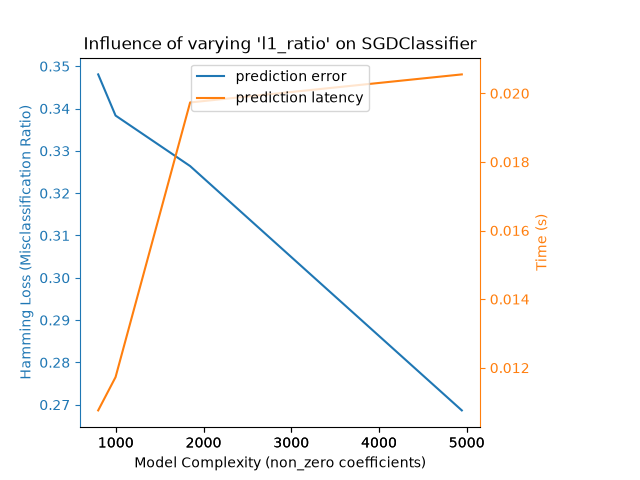 Influence of varying 'l1_ratio' on SGDClassifier
prediction error
prediction latency
Hamming Loss (Misclassification Ratio)
0.35
0.34
0.33
0.32
0.31
0.30
0.29
0.28
0.27
0.020
0.018
0.016
0.014
0.012
Time (s)
1000 2000 3000 4000 5000
Model Complexity (non_zero coefficients)